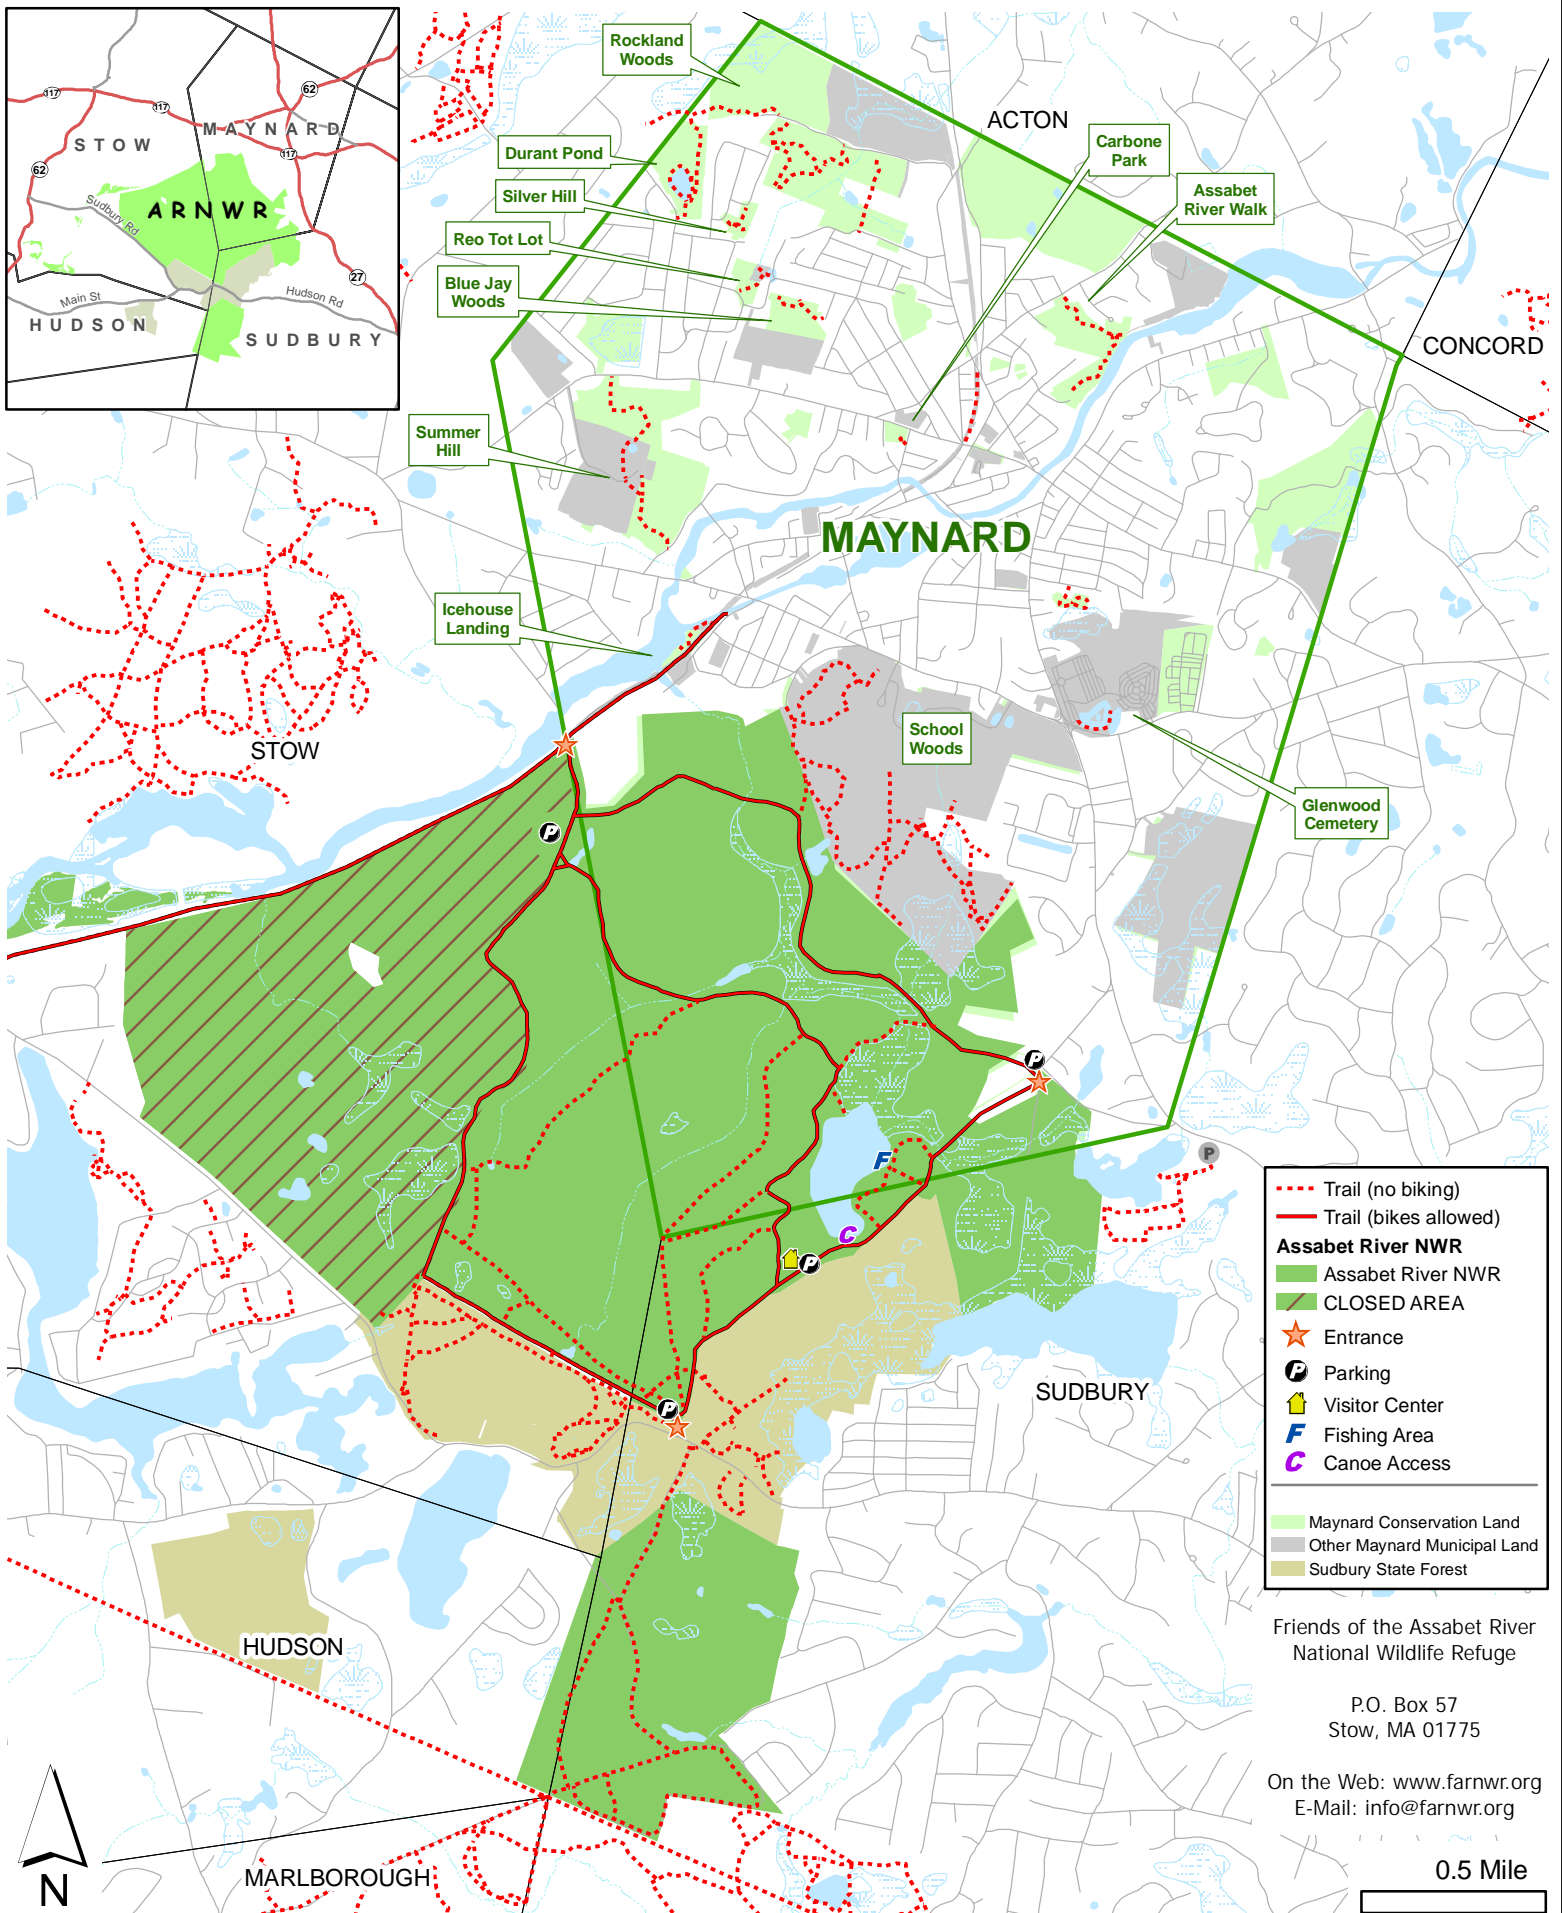 117
117
62
STOW
MAYNARD
117
62
Sudbury Rd
ARNWR
27
Main St
Hudson Rd
HUDSON
SUDBURY
Rockland
Woods
ACTON
Carbone
Park
Durant Pond
Assabet
River Walk
Silver Hill
Reo Tot Lot
Blue Jay
Woods
CONCORD
Summer
Hill
MAYNARD
Icehouse
Landing
STOW
School
Woods
Glenwood
Cemetery
P
P
P
F
C
P
P
SUDBURY
HUDSON
MARLBOROUGH
N
Trail (no biking)
Trail (bikes allowed)
Assabet River NWR
Assabet River NWR
CLOSED AREA
Entrance
P Parking
Visitor Center
F Fishing Area
C Canoe Access
Maynard Conservation Land
Other Maynard Municipal Land
Sudbury State Forest
Friends of the Assabet River
National Wildlife Refuge
P.O. Box 57
Stow, MA 01775
On the Web: www.farnwr.org
E-Mail: info@farnwr.org
0.5 Mile